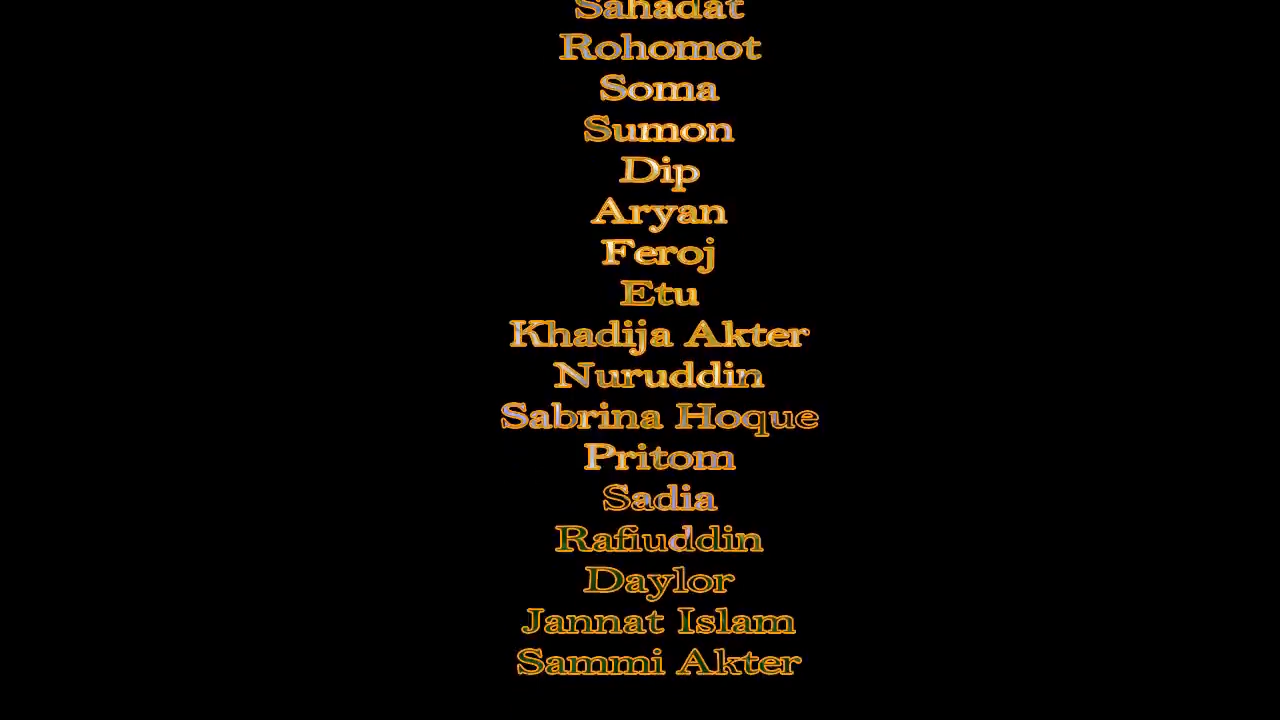 Sahadat
Rohomot
Soma
Sumon
Dip
Aryan
Feroj
Etu
Khadija Akter
Nuruddin
Sabrina Hoque
Pritom
Sadia
Rafiuddin
Daylor
Jannat Islam
Sammi Akter